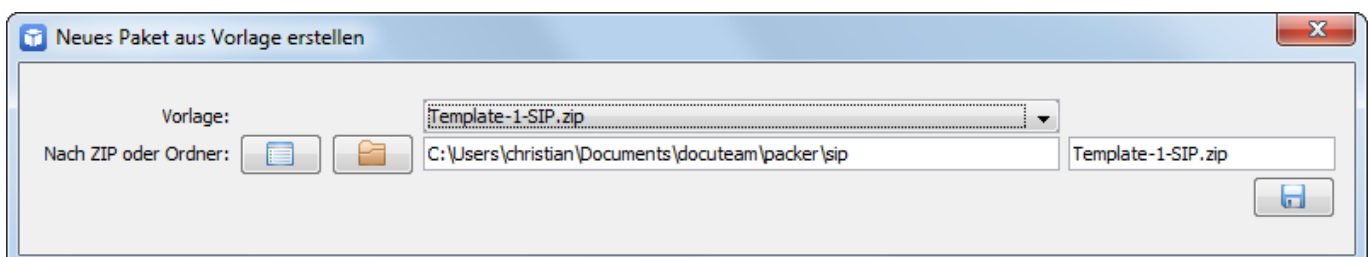 Neues Paket aus Vorlage erstellen
Vorlage: Template-1-SIP.zip
Nach ZIP oder Ordner: C:\Users\christian\Documents\docuteam\packer\sip Template-1-SIP.zip